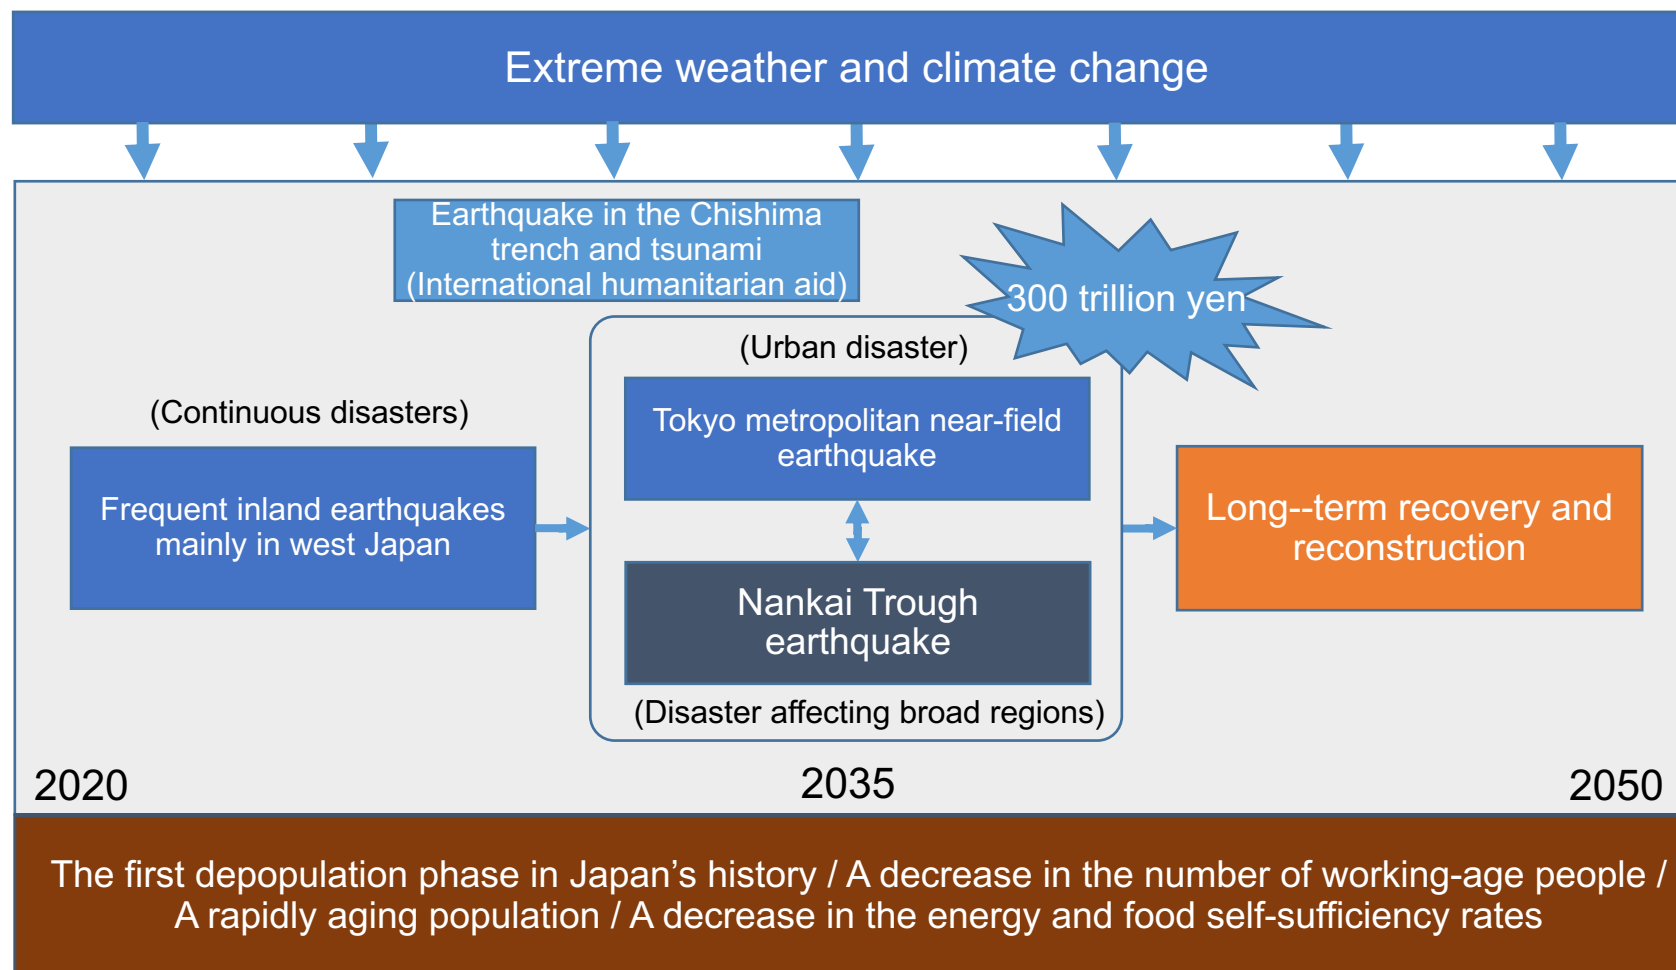 Extreme weather and climate change
Earthquake in the Chishima
trench and tsunami
(International humanitarian aid)
300 trillion yen
(Urban disaster)
Tokyo metropolitan near-field
earthquake
(Continuous disasters)
Frequent inland earthquakes
mainly in west Japan
Long--term recovery and
reconstruction
Nankai Trough
earthquake
(Disaster affecting broad regions)
2020
2035
2050
The first depopulation phase in Japan’s history / A decrease in the number of working-age people /
A rapidly aging population / A decrease in the energy and food self-sufficiency rates